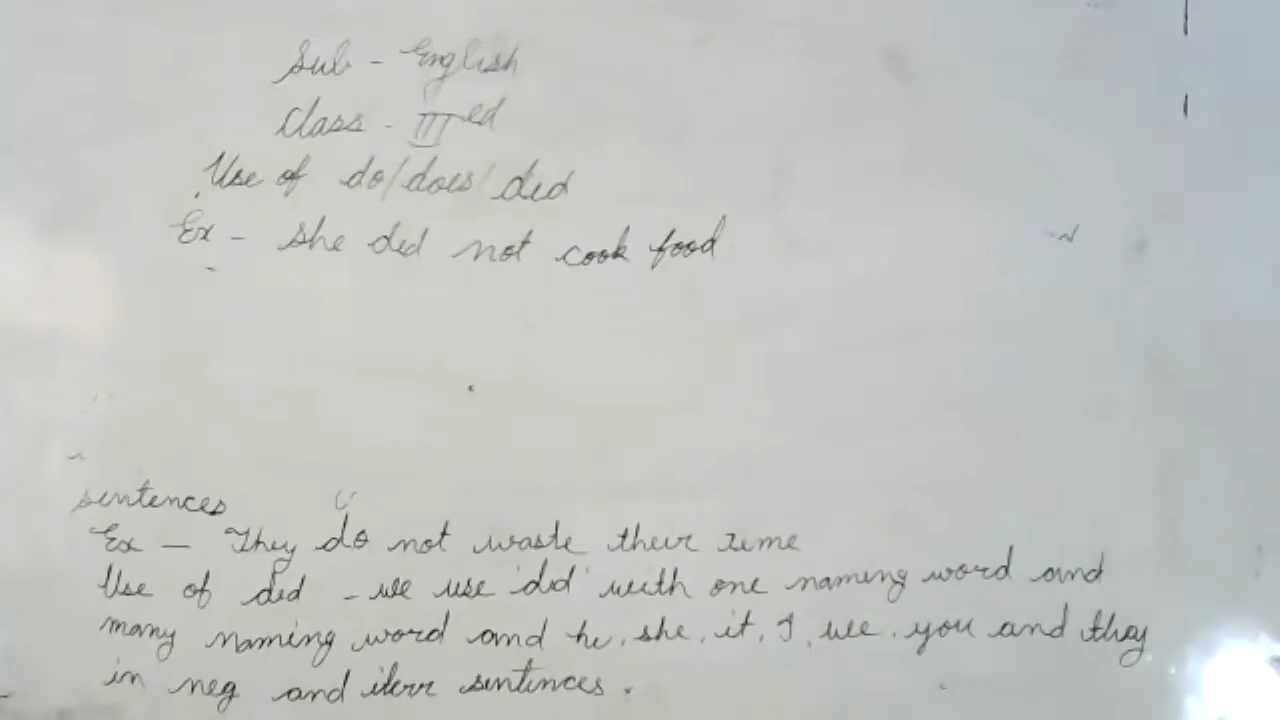 Sub - English
Class - IIIed
Use of do/does/did
Ex - she did not cook food
sentences
Ex - They do not waste their time
Use of did - we use 'did' with one naming word and
many naming word and he, she, it, I, we, you and they
in neg and sentences.